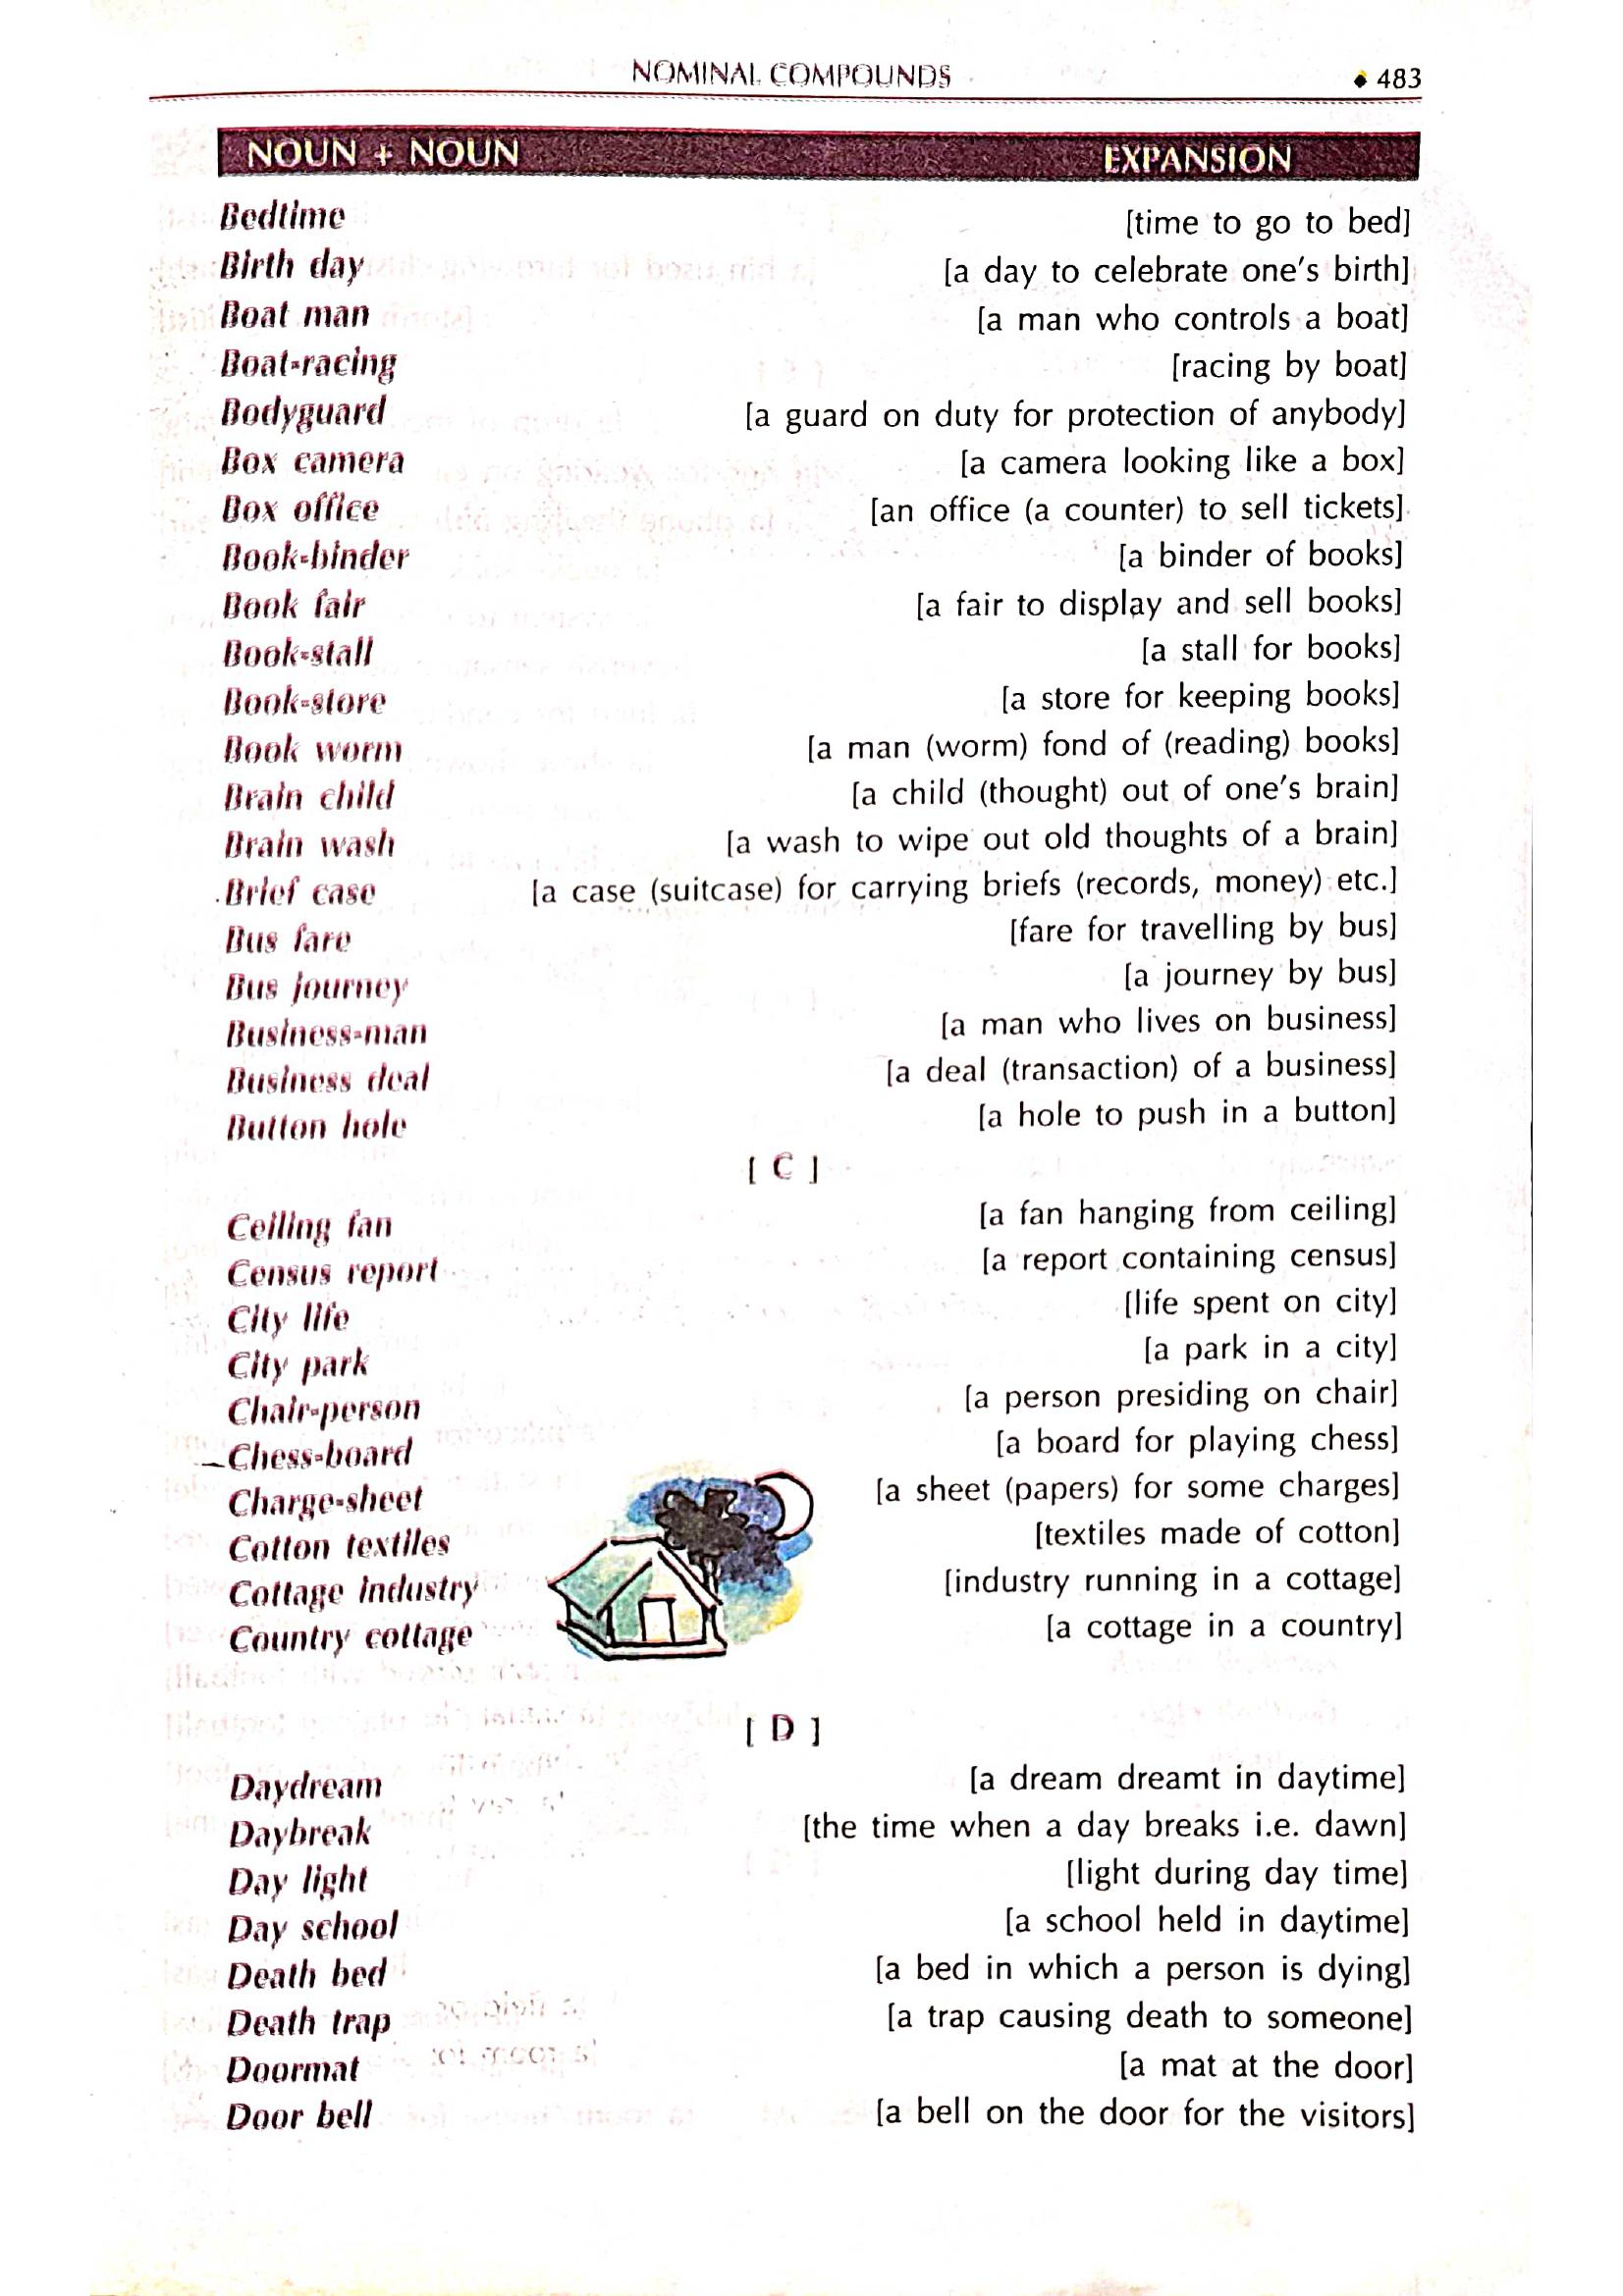 NOMINAL COMPOUNDS ♦ 483
NOUN + NOUN EXPANSION
Bedtime [time to go to bed]
Birth day [a day to celebrate one's birth]
Boat man [a man who controls a boat]
Boat-racing [racing by boat]
Bodyguard [a guard on duty for protection of anybody]
Box camera [a camera looking like a box]
Box office [an office (a counter) to sell tickets]
Book-binder [a binder of books]
Book fair [a fair to display and sell books]
Book-stall [a stall for books]
Book-store [a store for keeping books]
Book worm [a man (worm) fond of (reading) books]
Brain child [a child (thought) out of one's brain]
Brain wash [a wash to wipe out old thoughts of a brain]
Brief case [a case (suitcase) for carrying briefs (records, money) etc.]
Bus fare [fare for travelling by bus]
Bus journey [a journey by bus]
Business-man [a man who lives on business]
Business deal [a deal (transaction) of a business]
Button hole [a hole to push in a button]
[ C ]
Ceiling fan [a fan hanging from ceiling]
Census report [a report containing census]
City life [life spent on city]
City park [a park in a city]
Chair-person [a person presiding on chair]
Chess-board [a board for playing chess]
Charge-sheet [a sheet (papers) for some charges]
Cotton textiles [textiles made of cotton]
Cottage industry [industry running in a cottage]
Country cottage [a cottage in a country]
[ D ]
Daydream [a dream dreamt in daytime]
Daybreak [the time when a day breaks i.e. dawn]
Day light [light during day time]
Day school [a school held in daytime]
Death bed [a bed in which a person is dying]
Death trap [a trap causing death to someone]
Doormat [a mat at the door]
Door bell [a bell on the door for the visitors]